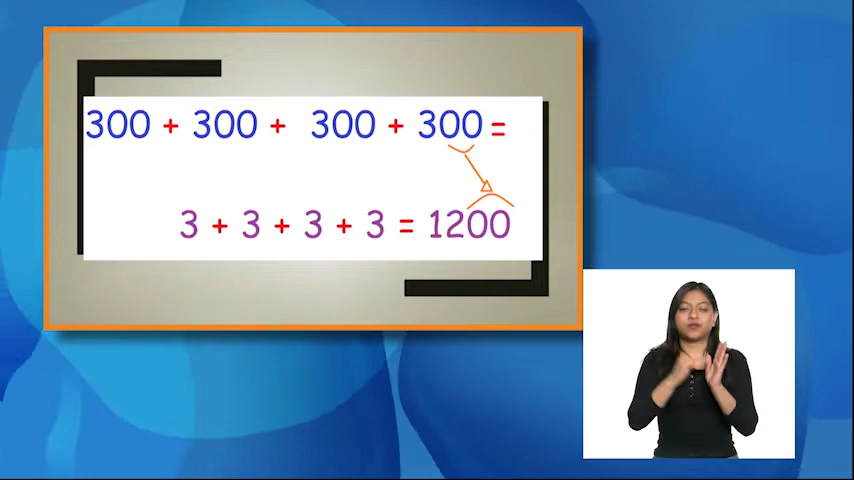 300 + 300 + 300 + 300 =
3 + 3 + 3 + 3 = 1200